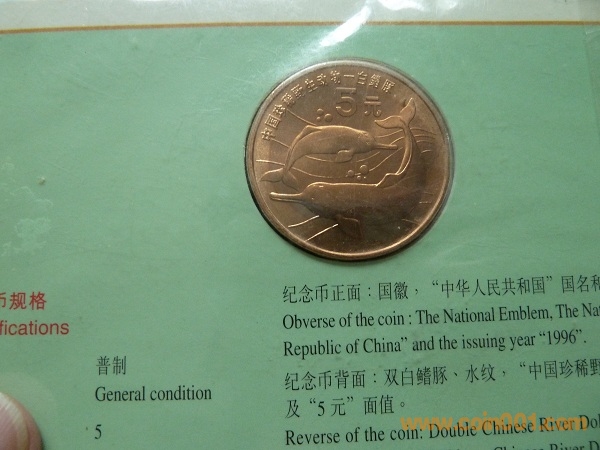 中国珍稀野生动物—白鱀豚
5元
币规格
fications
普制
General condition
5
纪念币正面：国徽，“中华人民共和国”国名和
Obverse of the coin : The National Emblem, The Na
Republic of China” and the issuing year “1996”.
纪念币背面：双白鳍豚、水纹，“中国珍稀野
及“5元”面值。
Reverse of the coin: Double Chinese River Dol
www.coin001.com